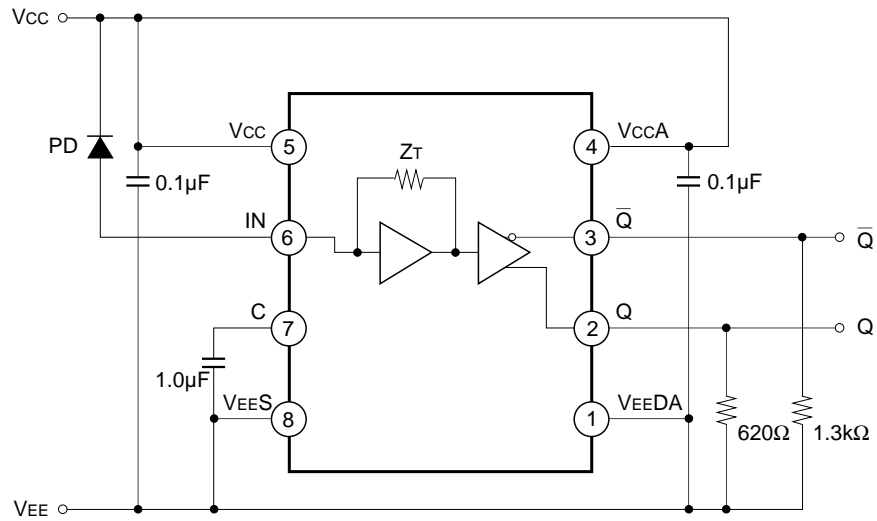 VCC
VCC
5
4
VCCA
PD
ZT
0.1µF
0.1µF
IN
6
3
Q̅
Q̅
C
7
2
Q
Q
1.0µF
VEES
8
1
VEEDA
620Ω
1.3kΩ
VEE